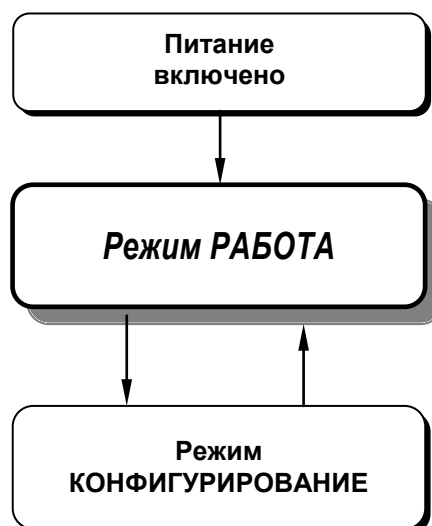 Питание
включено
Режим РАБОТА
Режим
КОНФИГУРИРОВАНИЕ